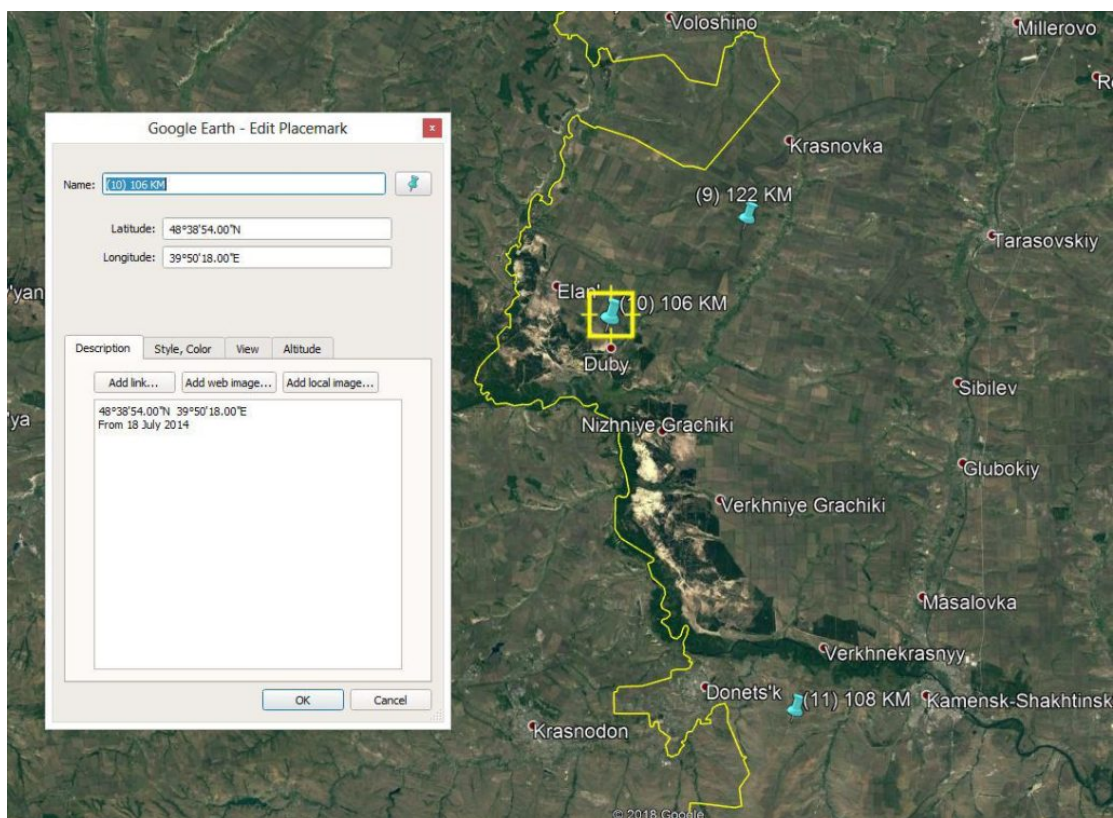 Voloshino
Millerovo
Google Earth - Edit Placemark
x
Name:
(10) 106 KM
Latitude:
48°38'54.00"N
Longitude:
39°50'18.00"E
Description
Style, Color
View
Altitude
Add link...
Add web image...
Add local image...
48°38'54.00"N 39°50'18.00"E
From 18 July 2014
OK
Cancel
Krasnovka
(9) 122 KM
Tarasovskiy
'yan
(10) 106 KM
Duby
'ya
Sibilev
Nizhniye Grachiki
Glubokiy
Verkhniye Grachiki
Masalovka
Verkhnekrasnyy
Donets'k
(11) 108 KM
Kamensk-Shakhtinsk
Krasnodon
© 2018 Google